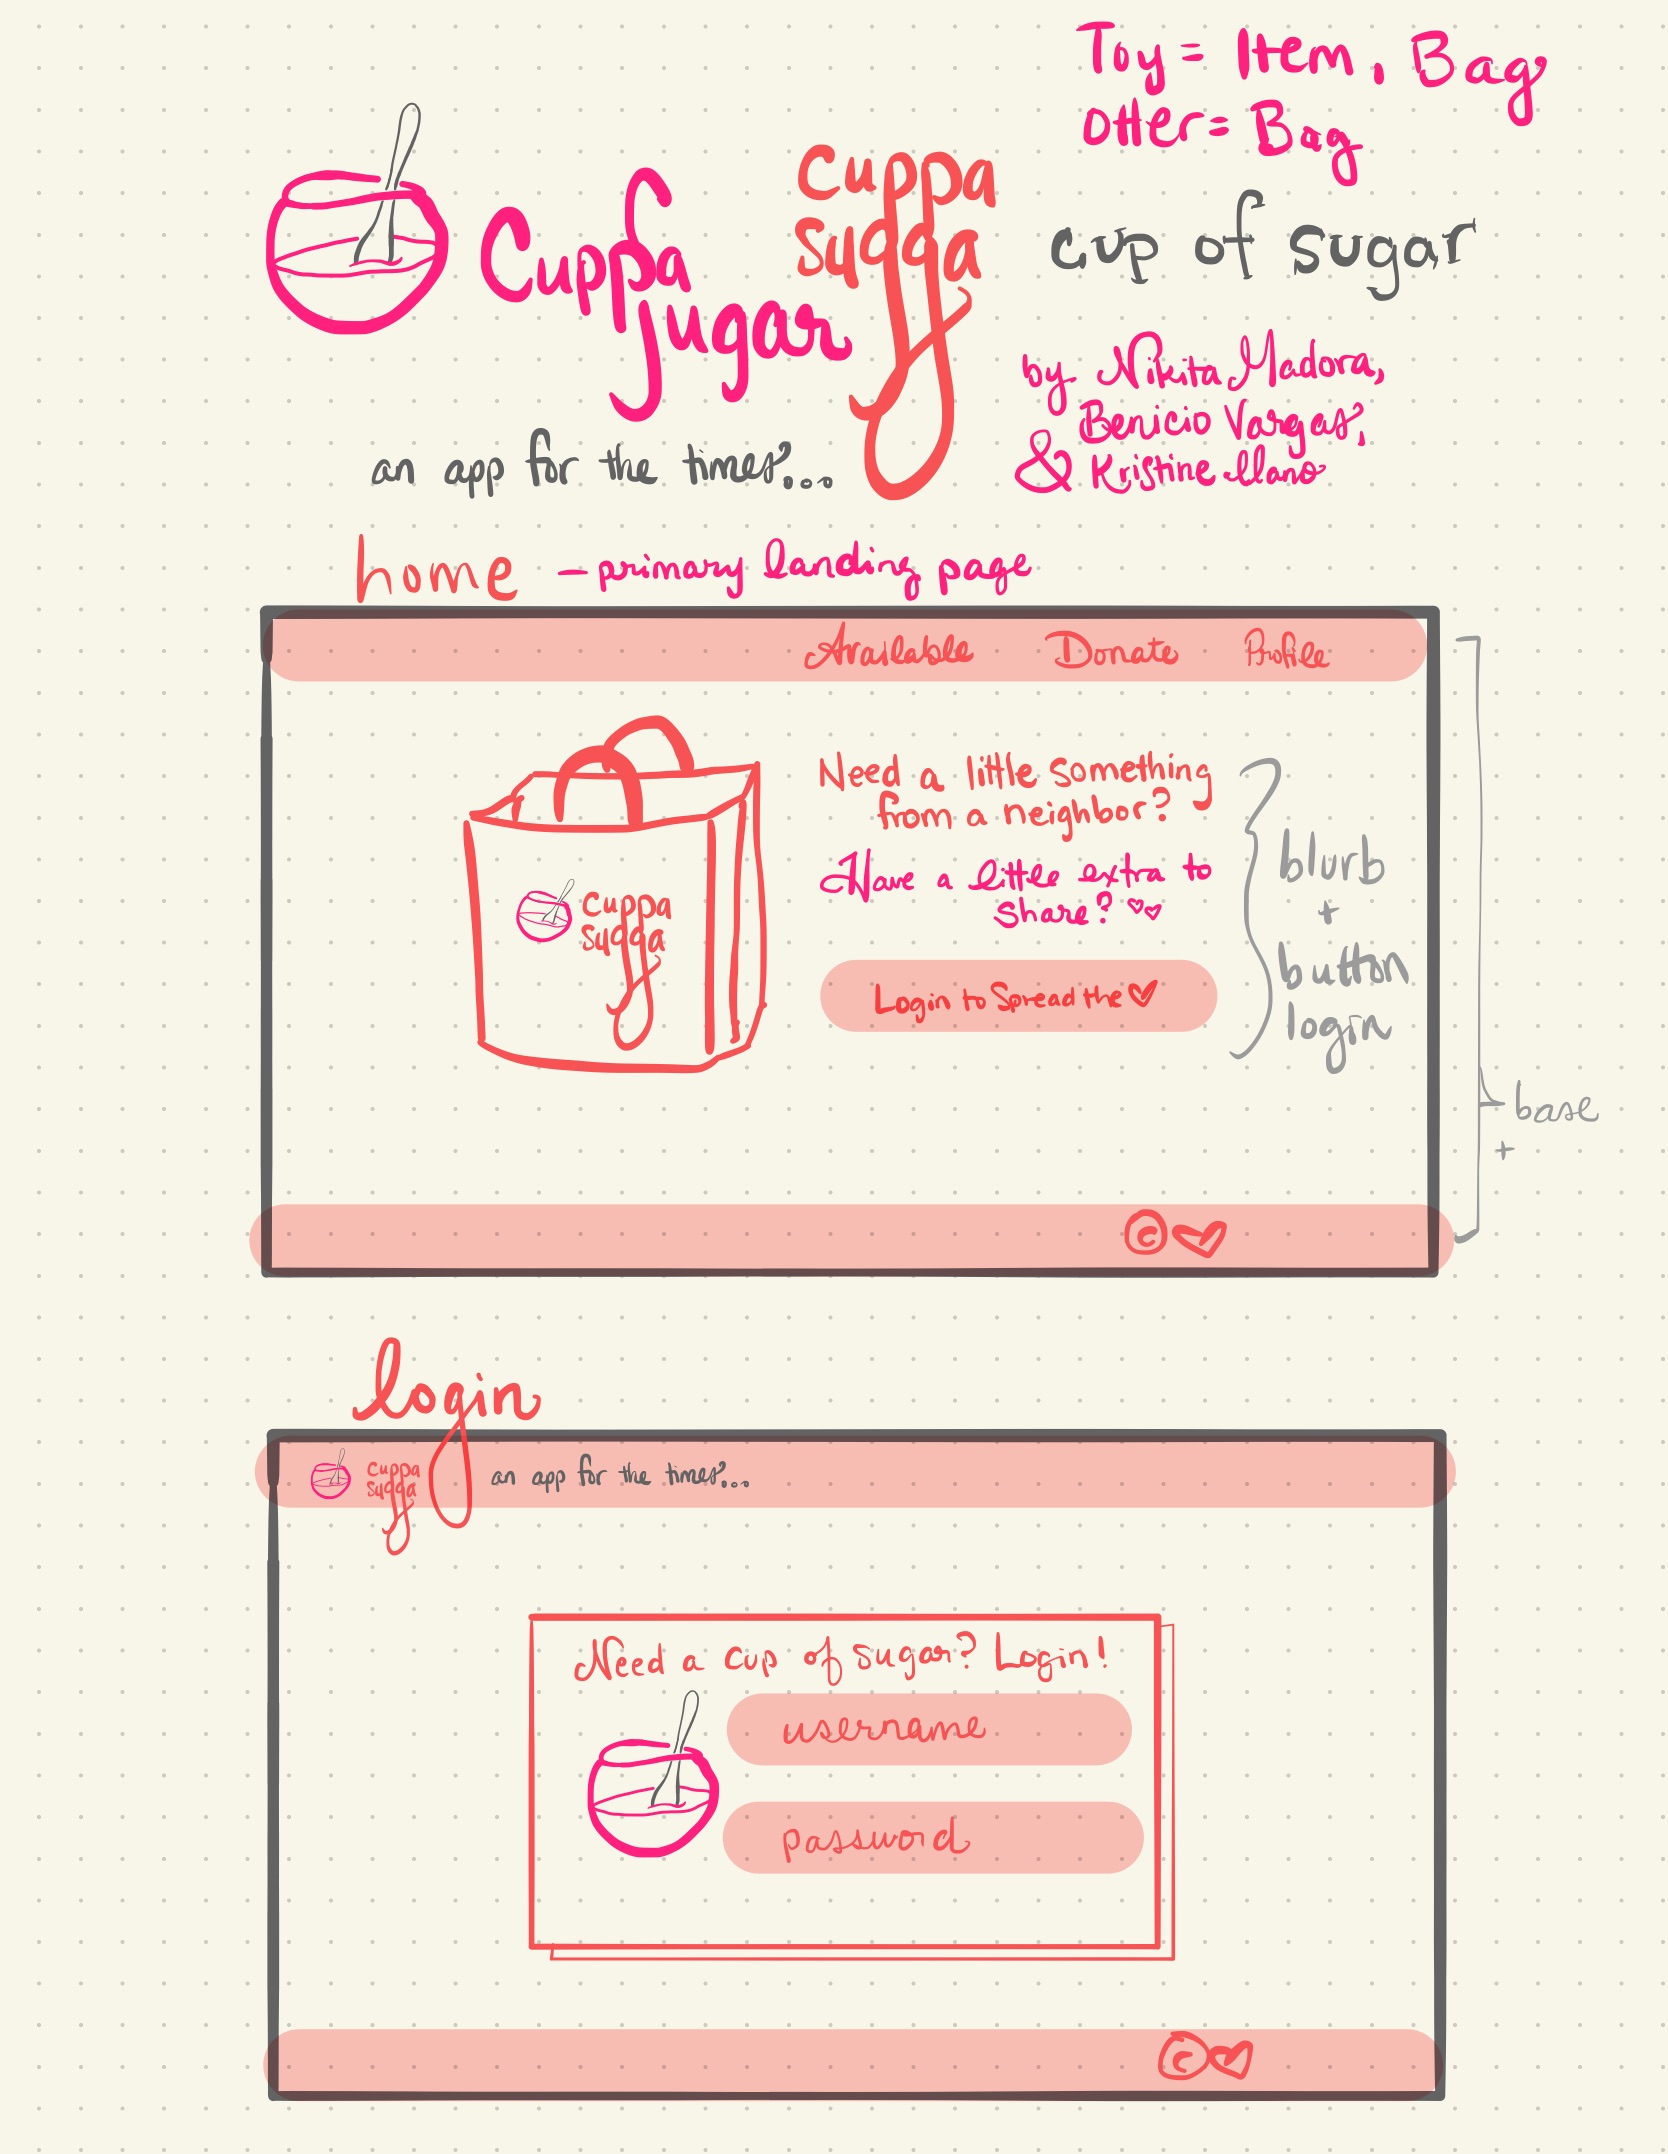 Toy = Item, Bag
otter = Bag
Cuppa
jugar
cuppa
sugga
cup of sugar
by Nikita Madora,
Benicio Vargas,
& Kristine llano
an app for the times...
home - primary landing page
Available Donate Profile
Need a little something
from a neighbor?
Have a little extra to
share? ♡♡
Login to Spread the ♡
cuppa
sugga
blurb
+
button
login
base
+
© ♡
login
cuppa
sugga
an app for the times...
Need a cup of sugar? Login!
username
password
© ♡